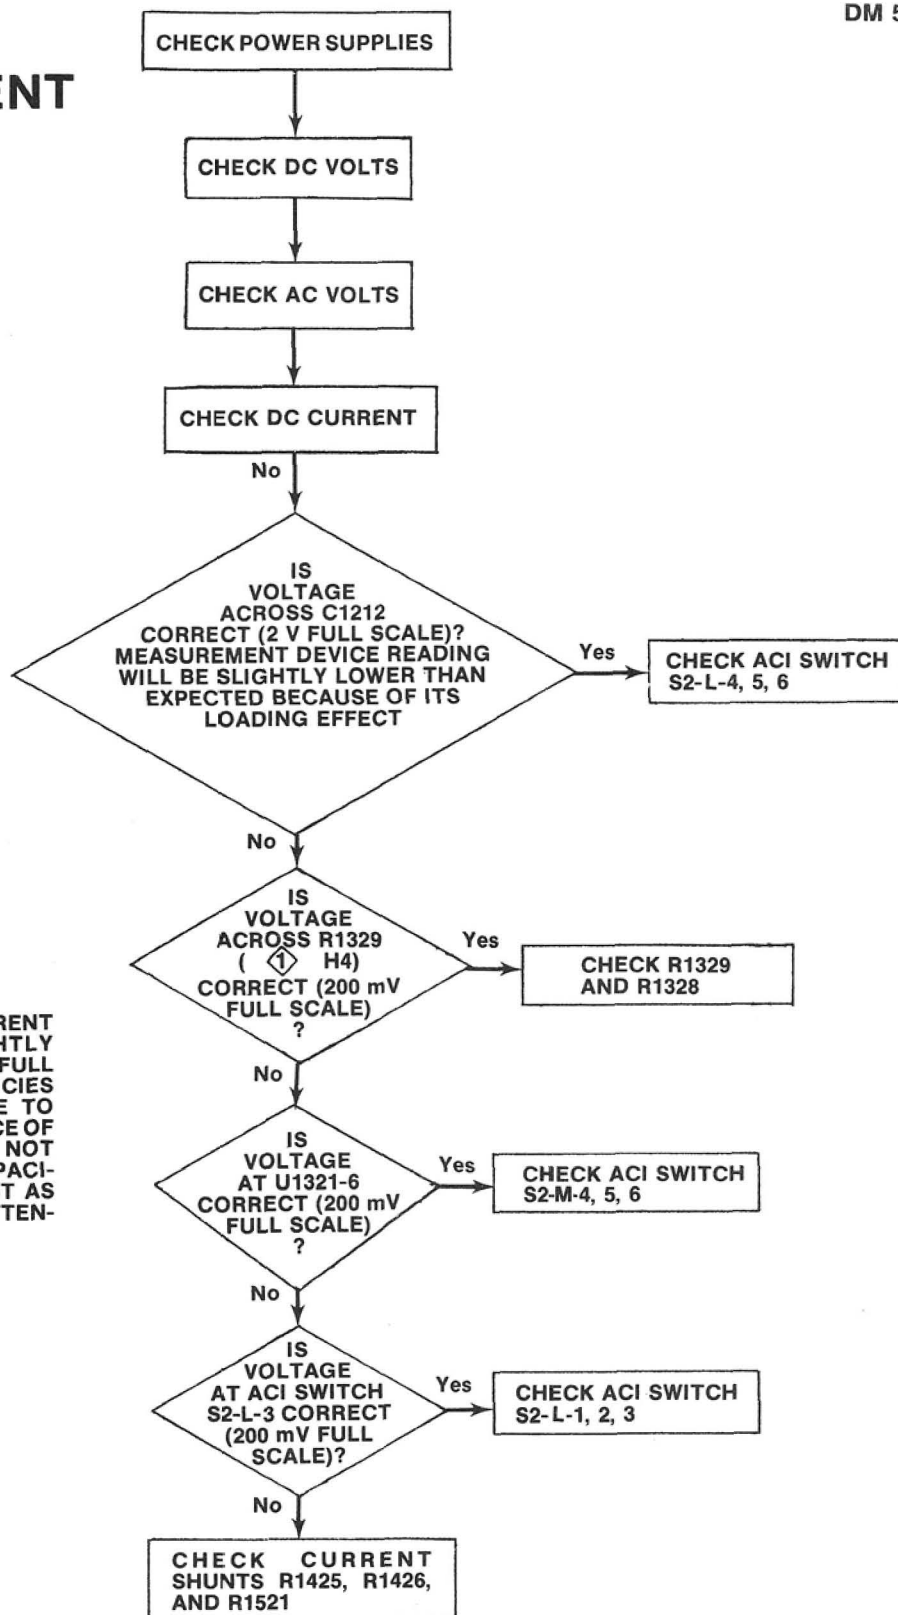 DM 5
ENT
CHECK POWER SUPPLIES
CHECK DC VOLTS
CHECK AC VOLTS
CHECK DC CURRENT
No
IS
VOLTAGE
ACROSS C1212
CORRECT (2 V FULL SCALE)?
MEASUREMENT DEVICE READING
WILL BE SLIGHTLY LOWER THAN
EXPECTED BECAUSE OF ITS
LOADING EFFECT
Yes
CHECK ACI SWITCH
S2-L-4, 5, 6
No
IS
VOLTAGE
ACROSS R1329
( 1 H4)
CORRECT (200 mV
FULL SCALE)
?
Yes
CHECK R1329
AND R1328
RENT
HTLY
FULL
CIES
E TO
CE OF
NOT
PACI-
T AS
TTEN-
No
IS
VOLTAGE
AT U1321-6
CORRECT (200 mV
FULL SCALE)
?
Yes
CHECK ACI SWITCH
S2-M-4, 5, 6
No
IS
VOLTAGE
AT ACI SWITCH
S2-L-3 CORRECT
(200 mV FULL
SCALE)?
Yes
CHECK ACI SWITCH
S2-L-1, 2, 3
No
CHECK CURRENT
SHUNTS R1425, R1426,
AND R1521